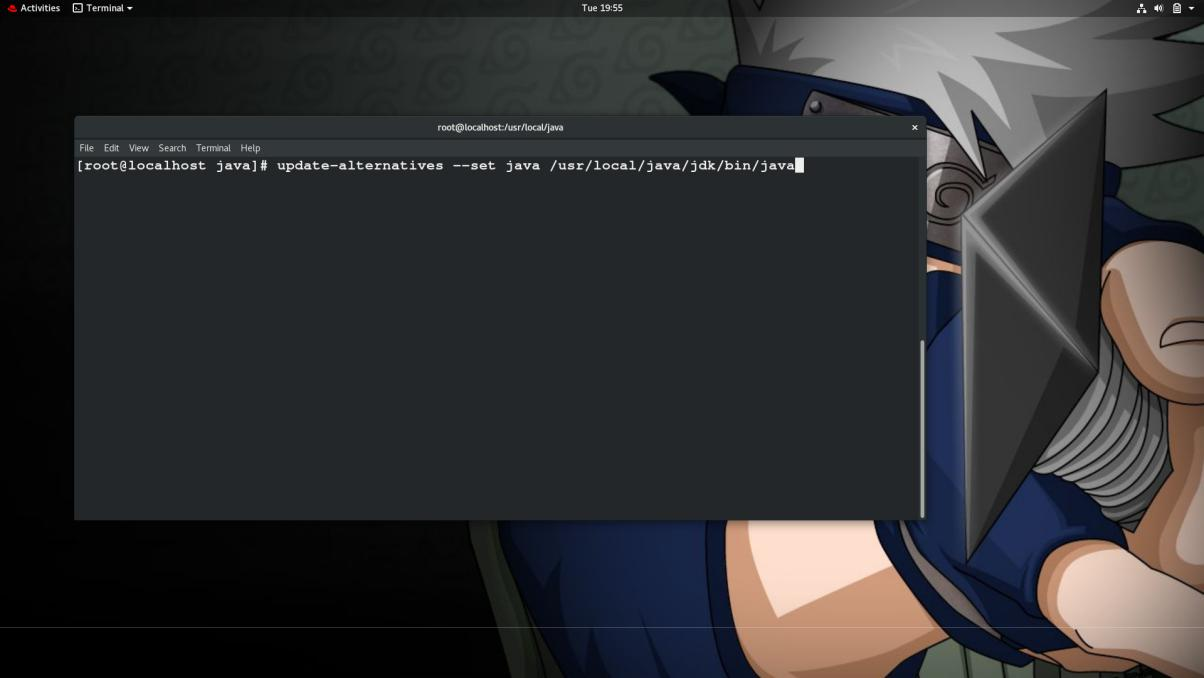 Activities Terminal Tue 19:55
root@localhost:/usr/local/java ×
File Edit View Search Terminal Help
[root@localhost java]# update-alternatives --set java /usr/local/java/jdk/bin/java